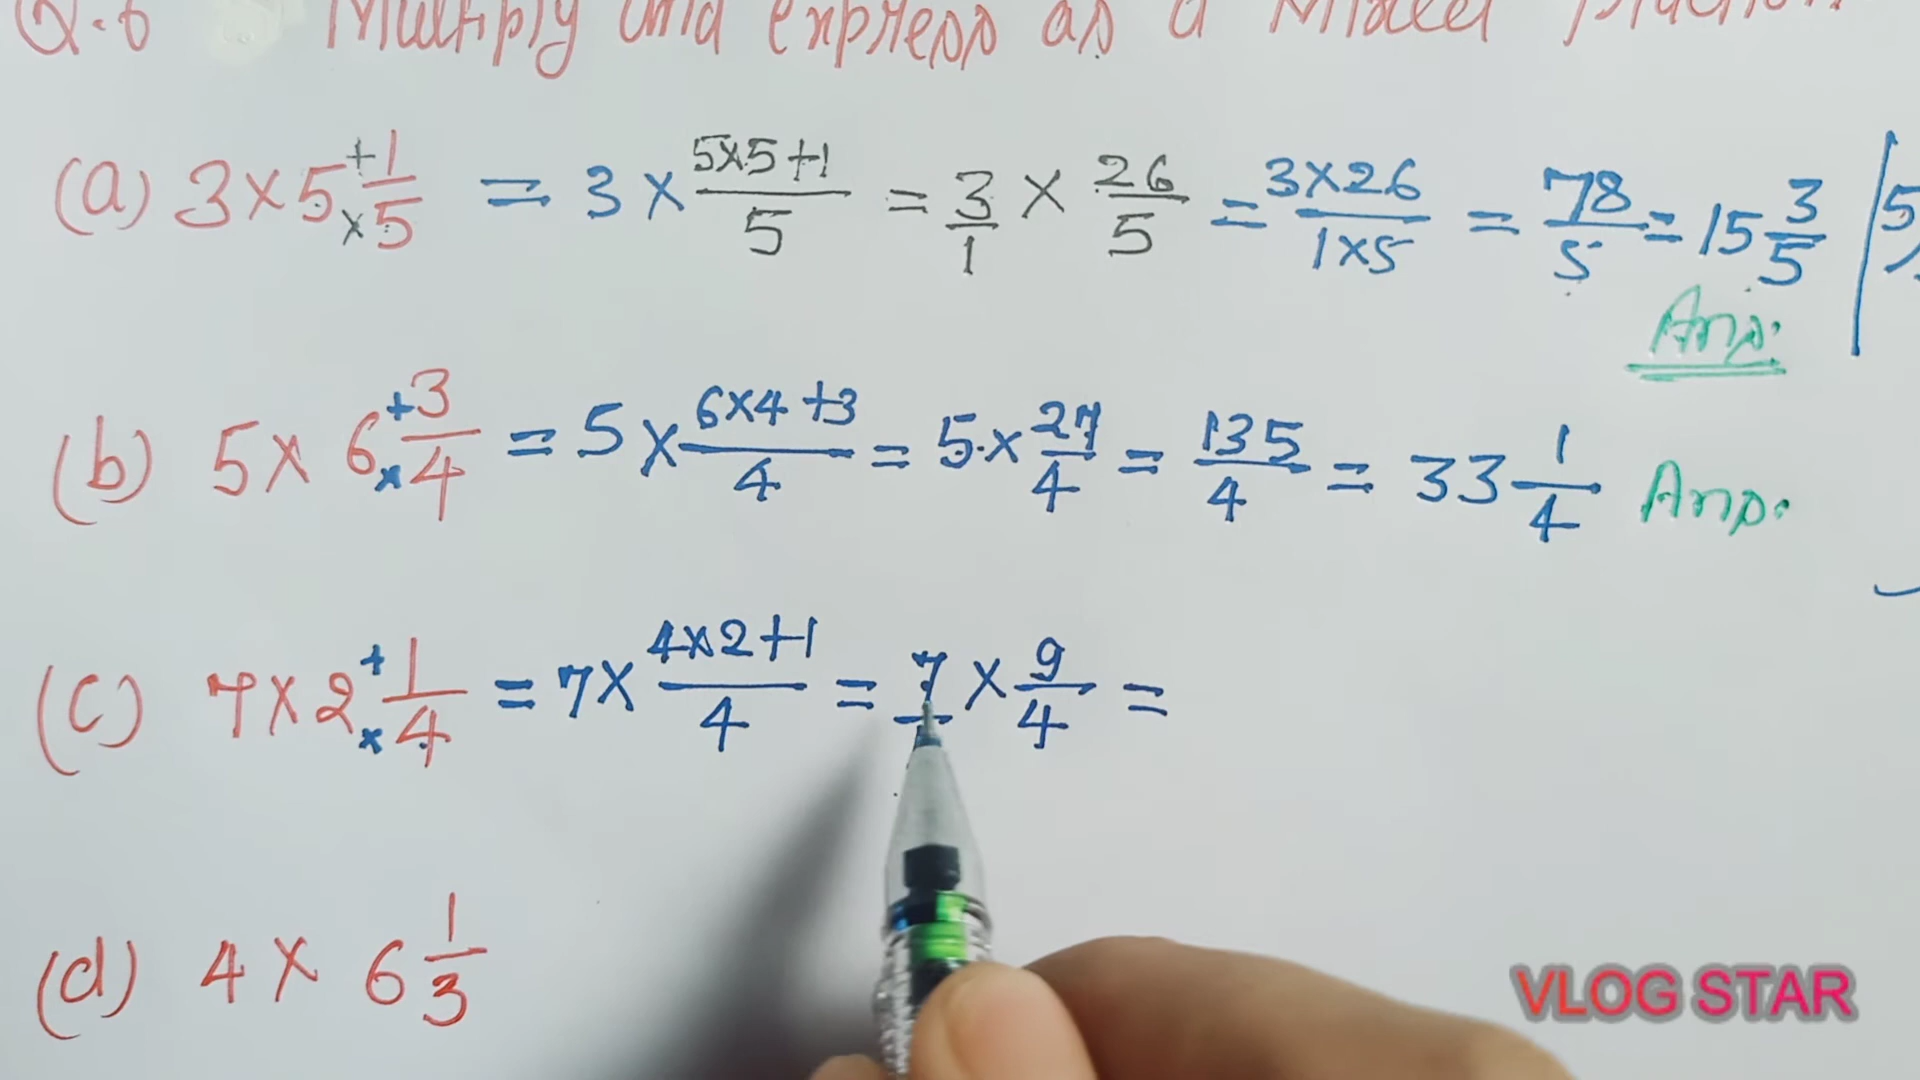 Q.6 Multiply and express as a Mixed fraction
(a) 3 × 5 + 1/× 5 = 3 × 5×5+1/5 = 3/1 × 26/5 = 3×26/1×5 = 78/5 = 15 3/5 | 5
Ans.
(b) 5 × 6 + 3/× 4 = 5 × 6×4+3/4 = 5 × 27/4 = 135/4 = 33 1/4 Ans.
(c) 7 × 2 + 1/× 4 = 7 × 4×2+1/4 = 7/ × 9/4 =
(d) 4 × 6 1/3
VLOG STAR